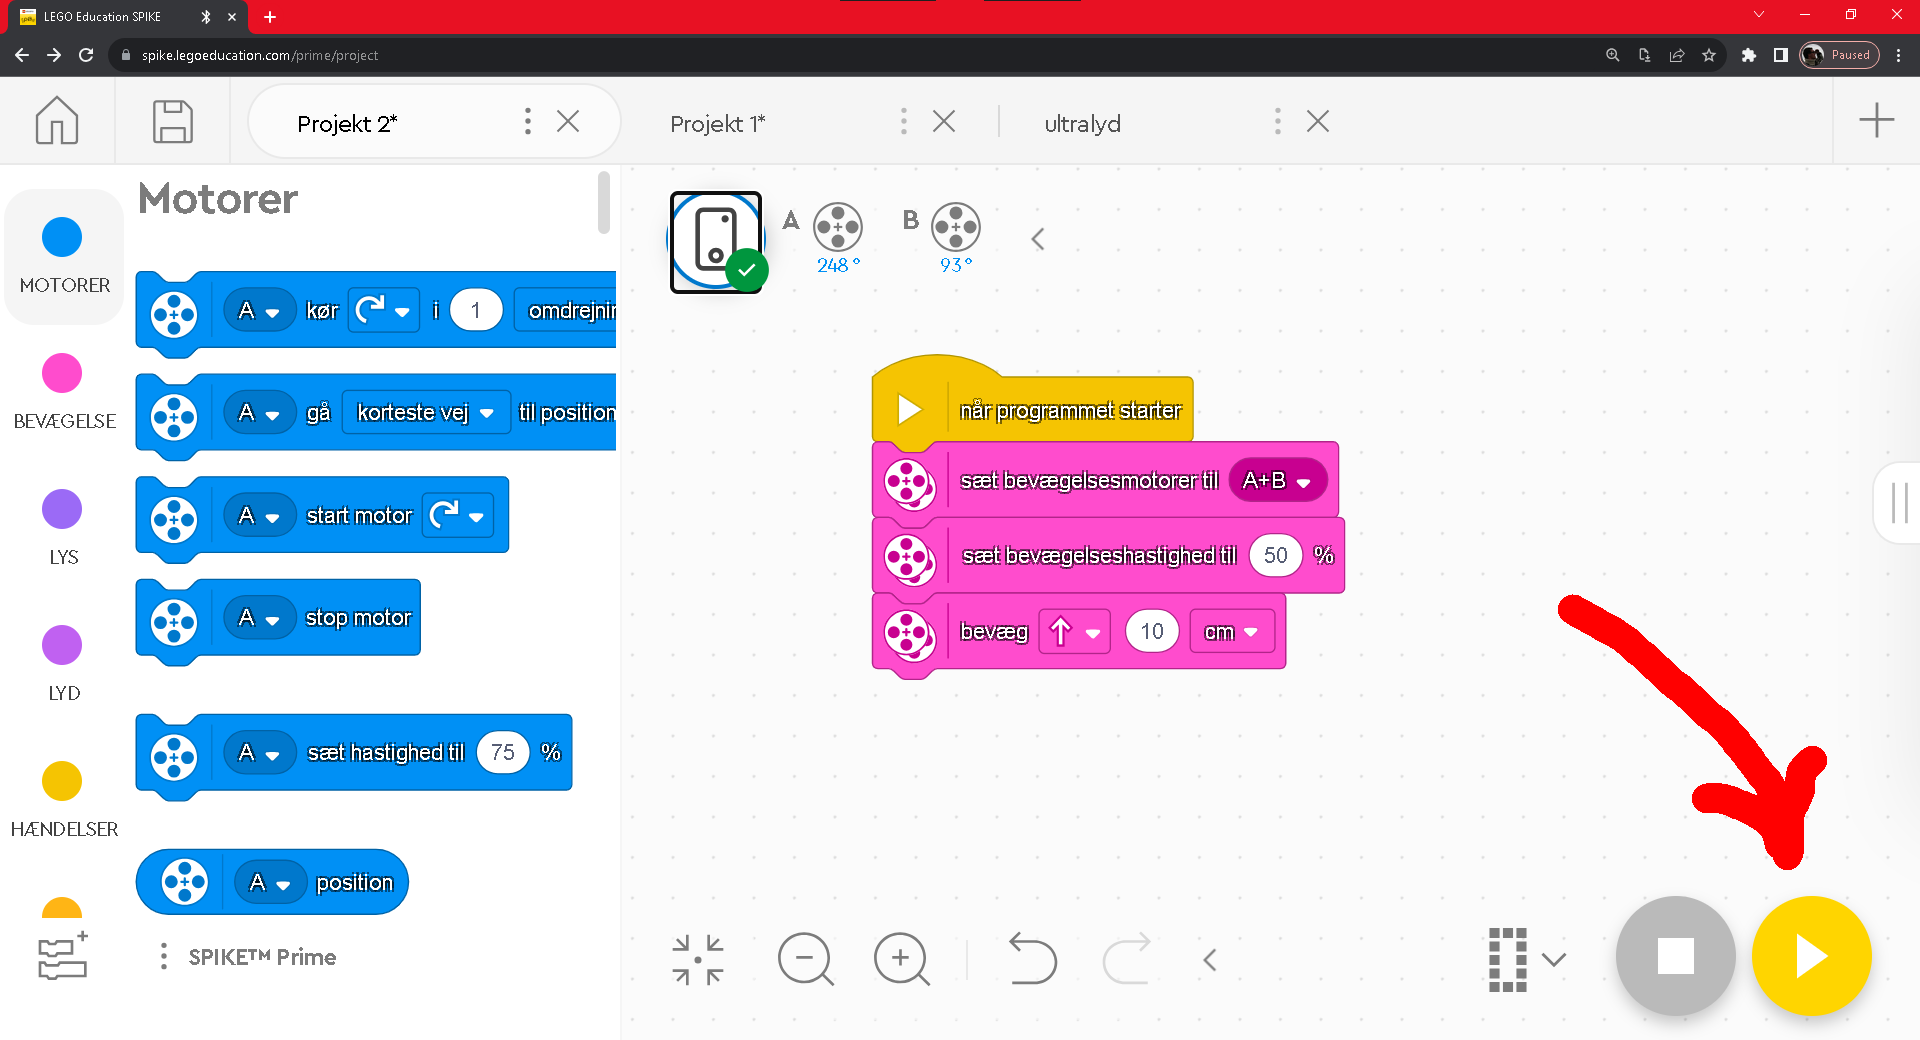 LEGO Education SPIKE
spike.legoeducation.com/prime/project
Paused
Projekt 2*
Projekt 1*
ultralyd
Motorer
MOTORER
BEVÆGELSE
LYS
LYD
HÆNDELSER
A kør i 1 omdrejnin
A gå korteste vej til position
A start motor
A stop motor
A sæt hastighed til 75 %
A position
SPIKE™ Prime
A
248°
B
93°
når programmet starter
sæt bevægelsesmotorer til A+B
sæt bevægelseshastighed til 50 %
bevæg 10 cm